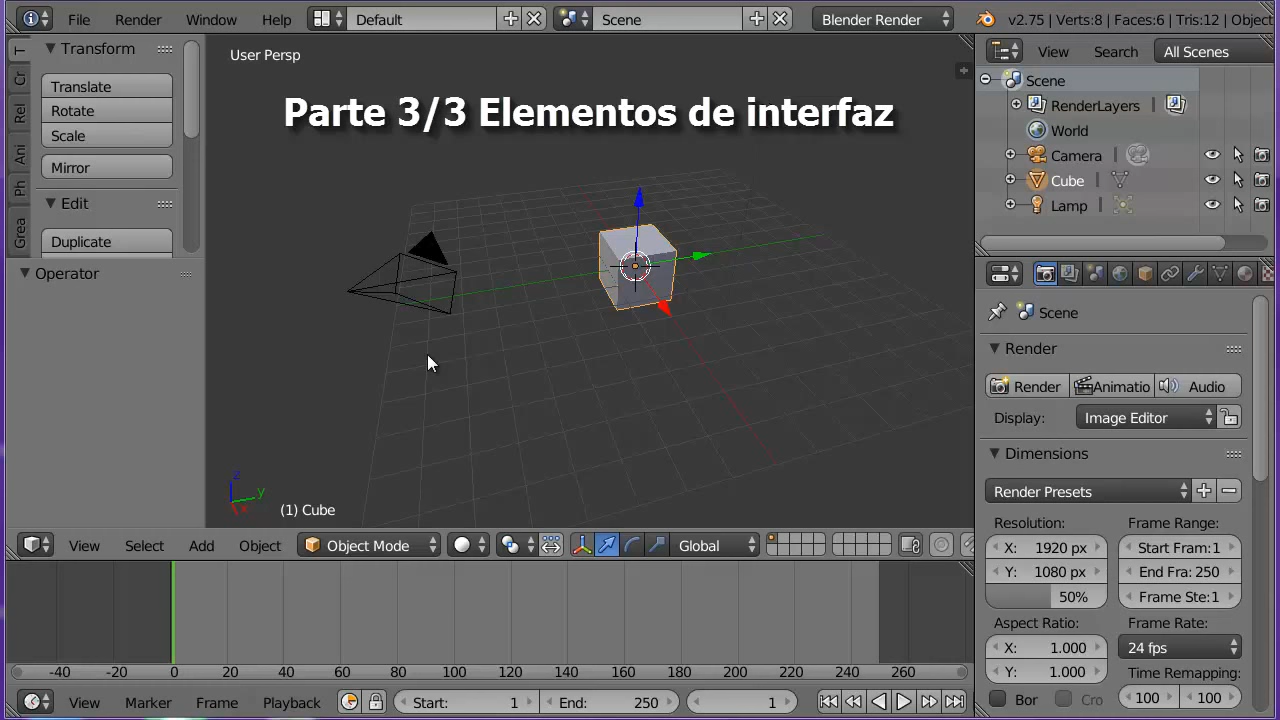 File Render Window Help Default Scene Blender Render v2.75 | Verts:8 | Faces:6 | Tris:12 | Object
T
Cr
Rel
Ani
Ph
Grea
Transform
Translate
Rotate
Scale
Mirror
Edit
Duplicate
Operator
User Persp
Parte 3/3 Elementos de interfaz
z
y
x
(1) Cube
View Select Add Object Object Mode Global
-40 -20 0 20 40 60 80 100 120 140 160 180 200 220 240 260
View Marker Frame Playback Start: 1 End: 250 1
View Search All Scenes
Scene
RenderLayers
World
Camera
Cube
Lamp
Scene
Render
Render Animatio Audio
Display: Image Editor
Dimensions
Render Presets
Resolution: Frame Range:
X: 1920 px Start Fram:1
Y: 1080 px End Fra: 250
50% Frame Ste:1
Aspect Ratio: Frame Rate:
X: 1.000 24 fps
Y: 1.000 Time Remapping:
Bor Cro 100 100